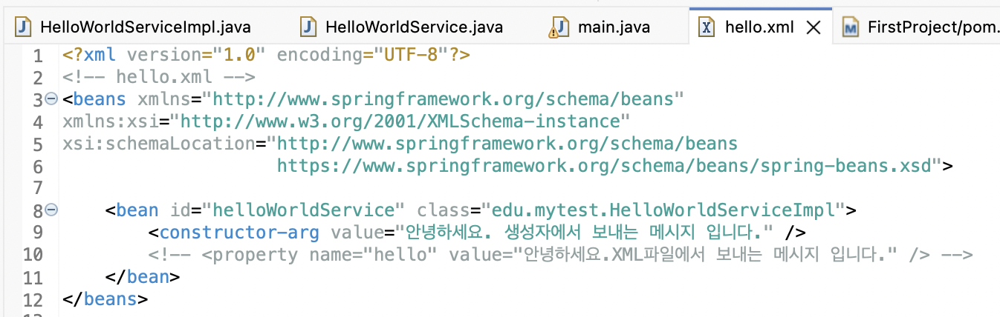 HelloWorldServiceImpl.java HelloWorldService.java main.java hello.xml FirstProject/pom.
1 <?xml version="1.0" encoding="UTF-8"?>
2 <!-- hello.xml -->
3 <beans xmlns="http://www.springframework.org/schema/beans"
4 xmlns:xsi="http://www.w3.org/2001/XMLSchema-instance"
5 xsi:schemaLocation="http://www.springframework.org/schema/beans
6 https://www.springframework.org/schema/beans/spring-beans.xsd">
7
8 <bean id="helloWorldService" class="edu.mytest.HelloWorldServiceImpl">
9 <constructor-arg value="안녕하세요. 생성자에서 보내는 메시지 입니다." />
10 <!-- <property name="hello" value="안녕하세요.XML파일에서 보내는 메시지 입니다." /> -->
11 </bean>
12 </beans>